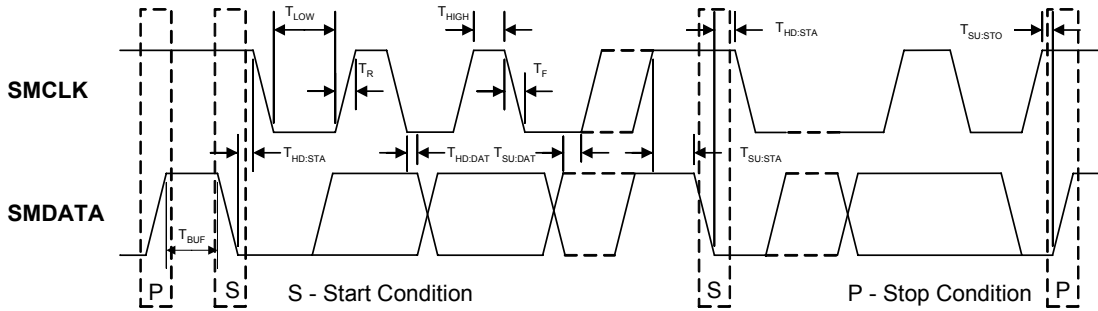 TLOW
THIGH
THD:STA
TSU:STO
SMCLK
TR
TF
THD:STA
THD:DAT
TSU:DAT
TSU:STA
SMDATA
TBUF
P
S
S - Start Condition
S
P - Stop Condition
P